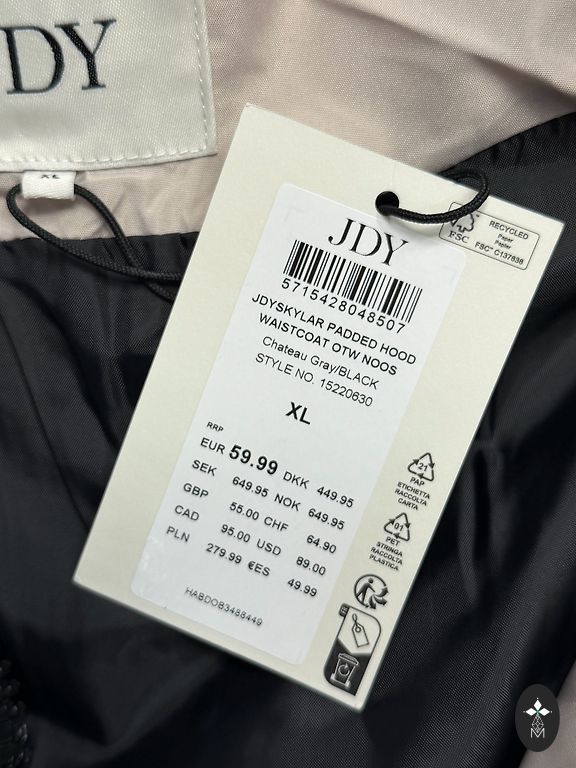 JDY
XL
FSC
RECYCLED
Paper
Papier
FSC™ C137838
JDY
5715428048507
JDYSKYLAR PADDED HOOD
WAISTCOAT OTW NOOS
Chateau Gray/BLACK
STYLE NO. 15220630
XL
RRP
EUR 59.99 DKK 449.95
SEK 649.95 NOK 649.95
GBP 55.00 CHF 64.90
CAD 95.00 USD 89.00
PLN 279.99 €ES 49.99
HABDOB3488449
21
PAP
ETICHETTA
RACCOLTA
CARTA
01
PET
STRINGA
RACCOLTA
PLASTICA
M